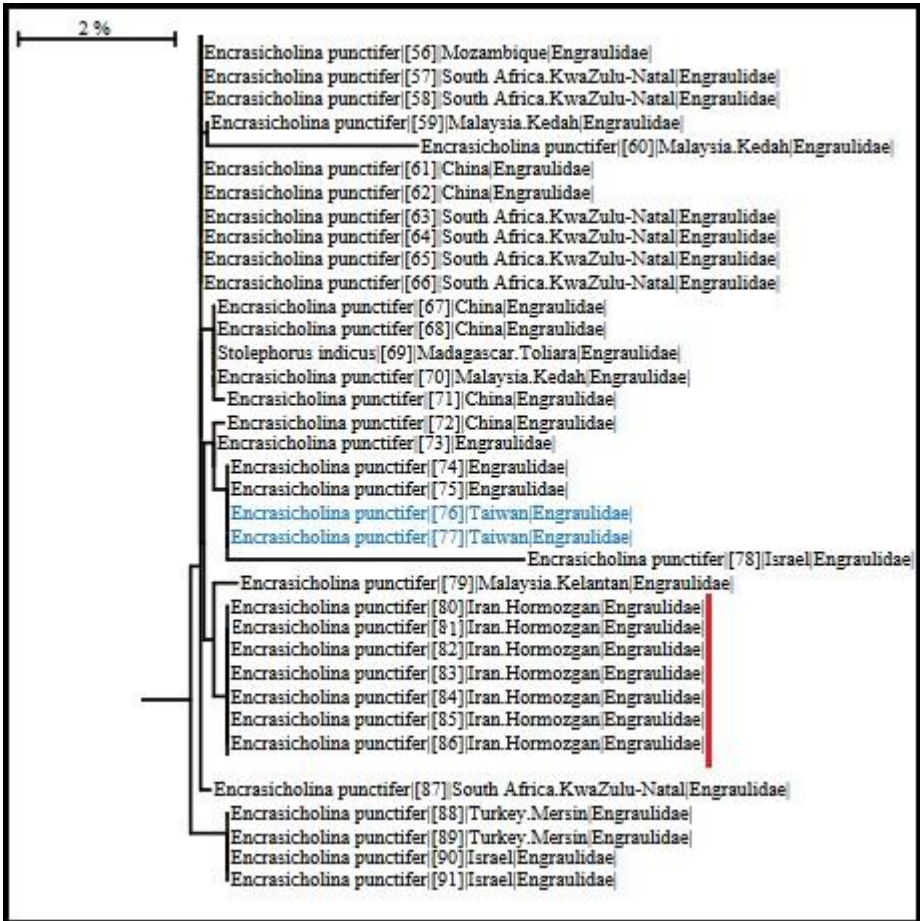 2 %
Encrasicholina punctifer|[56]|Mozambique|Engraulidae|
Encrasicholina punctifer|[57]|South Africa.KwaZulu-Natal|Engraulidae|
Encrasicholina punctifer|[58]|South Africa.KwaZulu-Natal|Engraulidae|
Encrasicholina punctifer|[59]|Malaysia.Kedah|Engraulidae|
Encrasicholina punctifer|[60]|Malaysia.Kedah|Engraulidae|
Encrasicholina punctifer|[61]|China|Engraulidae|
Encrasicholina punctifer|[62]|China|Engraulidae|
Encrasicholina punctifer|[63]|South Africa.KwaZulu-Natal|Engraulidae|
Encrasicholina punctifer|[64]|South Africa.KwaZulu-Natal|Engraulidae|
Encrasicholina punctifer|[65]|South Africa.KwaZulu-Natal|Engraulidae|
Encrasicholina punctifer|[66]|South Africa.KwaZulu-Natal|Engraulidae|
Encrasicholina punctifer|[67]|China|Engraulidae|
Encrasicholina punctifer|[68]|China|Engraulidae|
Stolephorus indicus|[69]|Madagascar.Toliara|Engraulidae|
Encrasicholina punctifer|[70]|Malaysia.Kedah|Engraulidae|
Encrasicholina punctifer|[71]|China|Engraulidae|
Encrasicholina punctifer|[72]|China|Engraulidae|
Encrasicholina punctifer|[73]|Engraulidae|
Encrasicholina punctifer|[74]|Engraulidae|
Encrasicholina punctifer|[75]|Engraulidae|
Encrasicholina punctifer|[76]|Taiwan|Engraulidae|
Encrasicholina punctifer|[77]|Taiwan|Engraulidae|
Encrasicholina punctifer|[78]|Israel|Engraulidae|
Encrasicholina punctifer|[79]|Malaysia.Kelantan|Engraulidae|
Encrasicholina punctifer|[80]|Iran.Hormozgan|Engraulidae|
Encrasicholina punctifer|[81]|Iran.Hormozgan|Engraulidae|
Encrasicholina punctifer|[82]|Iran.Hormozgan|Engraulidae|
Encrasicholina punctifer|[83]|Iran.Hormozgan|Engraulidae|
Encrasicholina punctifer|[84]|Iran.Hormozgan|Engraulidae|
Encrasicholina punctifer|[85]|Iran.Hormozgan|Engraulidae|
Encrasicholina punctifer|[86]|Iran.Hormozgan|Engraulidae|
Encrasicholina punctifer|[87]|South Africa.KwaZulu-Natal|Engraulidae|
Encrasicholina punctifer|[88]|Turkey.Mersin|Engraulidae|
Encrasicholina punctifer|[89]|Turkey.Mersin|Engraulidae|
Encrasicholina punctifer|[90]|Israel|Engraulidae|
Encrasicholina punctifer|[91]|Israel|Engraulidae|